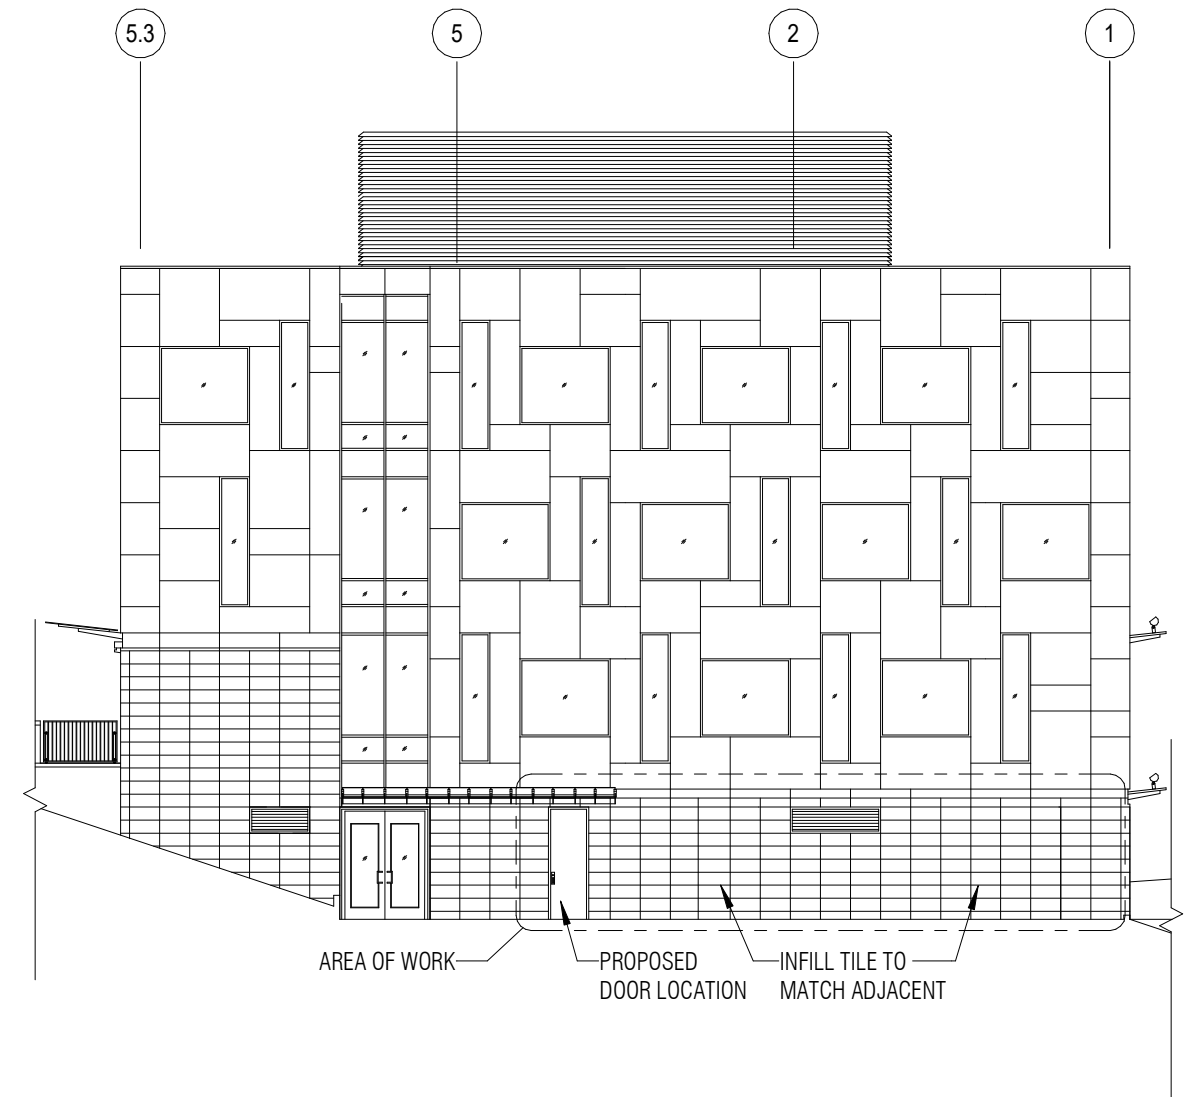 5.3
5
2
1
AREA OF WORK
PROPOSED
DOOR LOCATION
INFILL TILE TO
MATCH ADJACENT